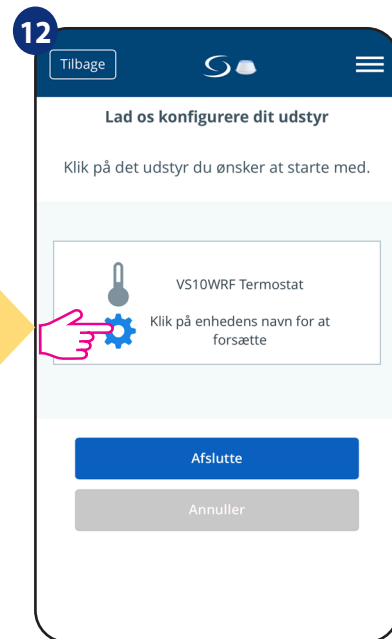 12
Tilbage
Lad os konfigurere dit udstyr
Klik på det udstyr du ønsker at starte med.
VS10WRF Termostat
Klik på enhedens navn for at
forsætte
Afslutte
Annuller